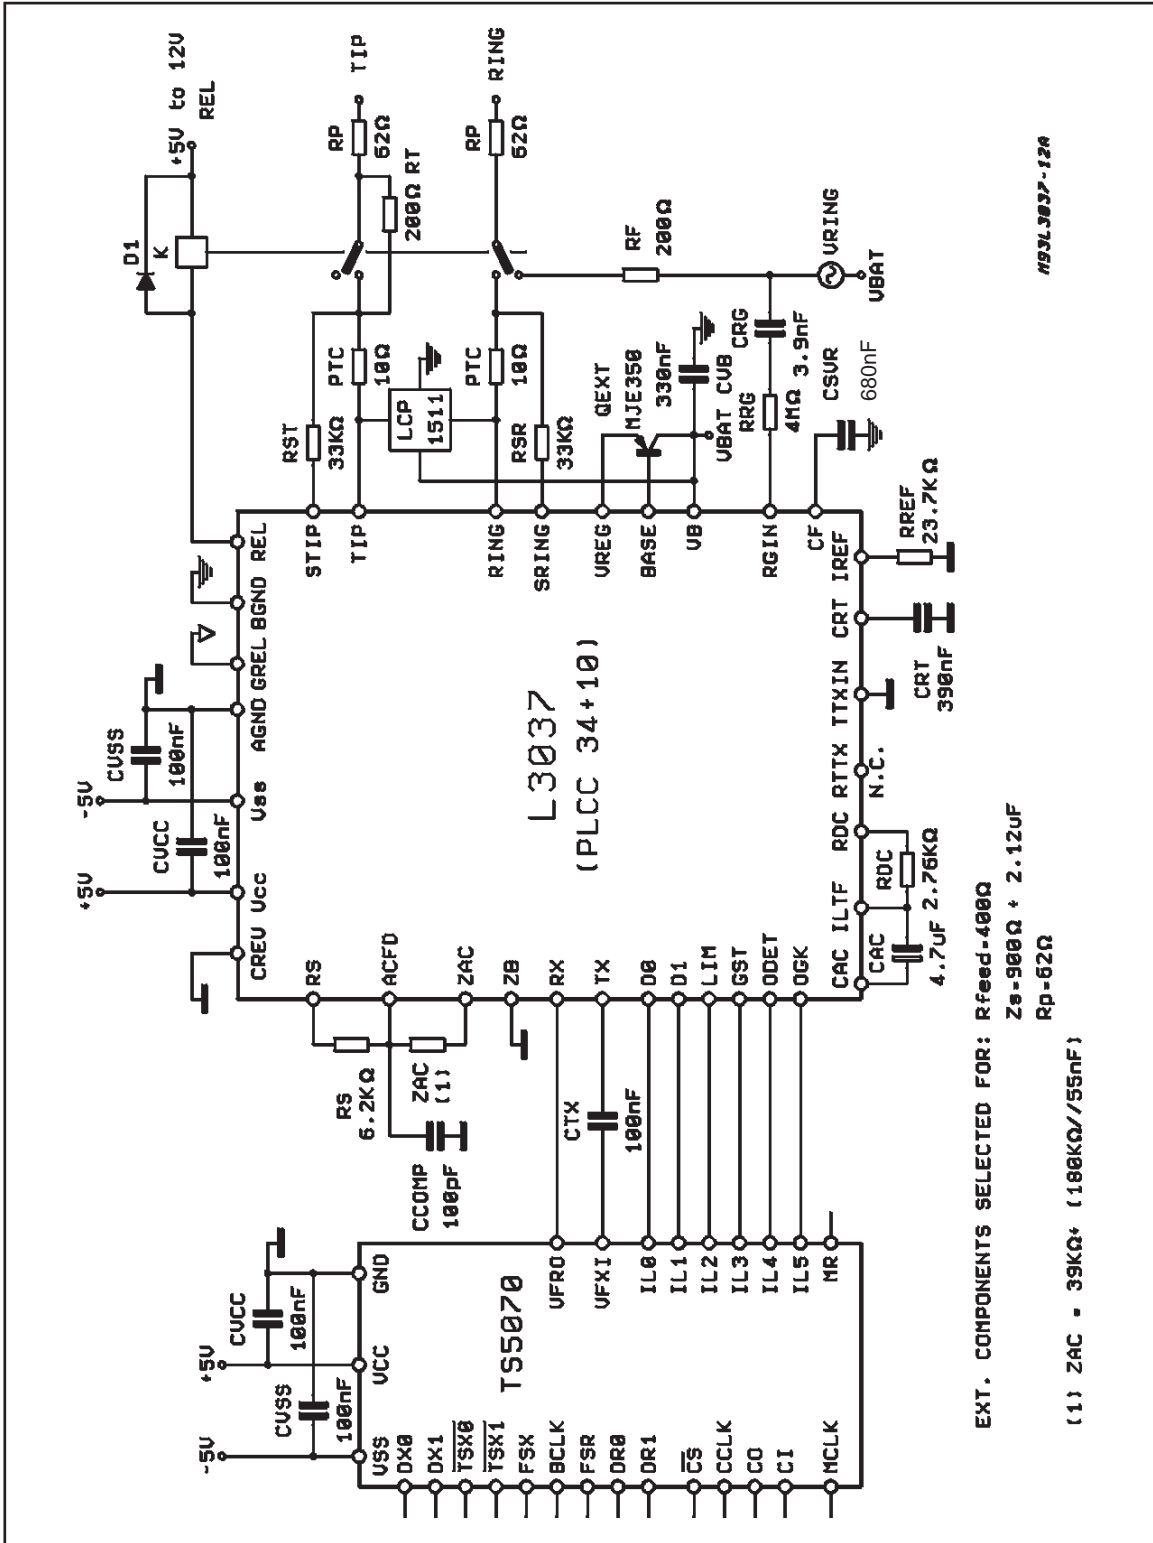 +5V to 12V
REL
TIP
RING
D1
K
RP
62Ω
RP
62Ω
200Ω RT
RF
200Ω
VRING
VBAT
M93L3037-12A
PTC
10Ω
PTC
10Ω
LCP
1511
RST
33KΩ
RSR
33KΩ
QEXT
MJE350
330nF
VBAT CVB
RRG
4MΩ
CRG
3.9nF
CSVR
680nF
-5V
CVSS
100nF
+5V
CVCC
100nF
CREV
Vcc
Vss
AGND
GREL
BGND
REL
STIP
TIP
RING
SRING
VREG
BASE
VB
RGIN
CF
L3037
(PLCC 34+10)
RS
ACFD
ZAC
ZB
RX
TX
D0
D1
LIM
GST
ODET
OGK
CAC
ILTF
RDC
RTTX
TTXIN
CRT
IREF
CAC
4.7uF
RDC
2.76KΩ
N.C.
CRT
390nF
RREF
23.7KΩ
RS
6.2KΩ
ZAC
(1)
CCOMP
100pF
CTX
100nF
-5V
CVSS
100nF
+5V
CVCC
100nF
VSS
VCC
GND
TS5070
DX0
DX1
TSX0
TSX1
FSX
BCLK
FSR
DR0
DR1
CS
CCLK
CO
CI
MCLK
VFRO
VFXI
IL0
IL1
IL2
IL3
IL4
IL5
MR
EXT. COMPONENTS SELECTED FOR: Rfeed=400Ω
Zs=900Ω + 2.12uF
Rp=62Ω
(1) ZAC = 39KΩ+ (180KΩ//55nF)